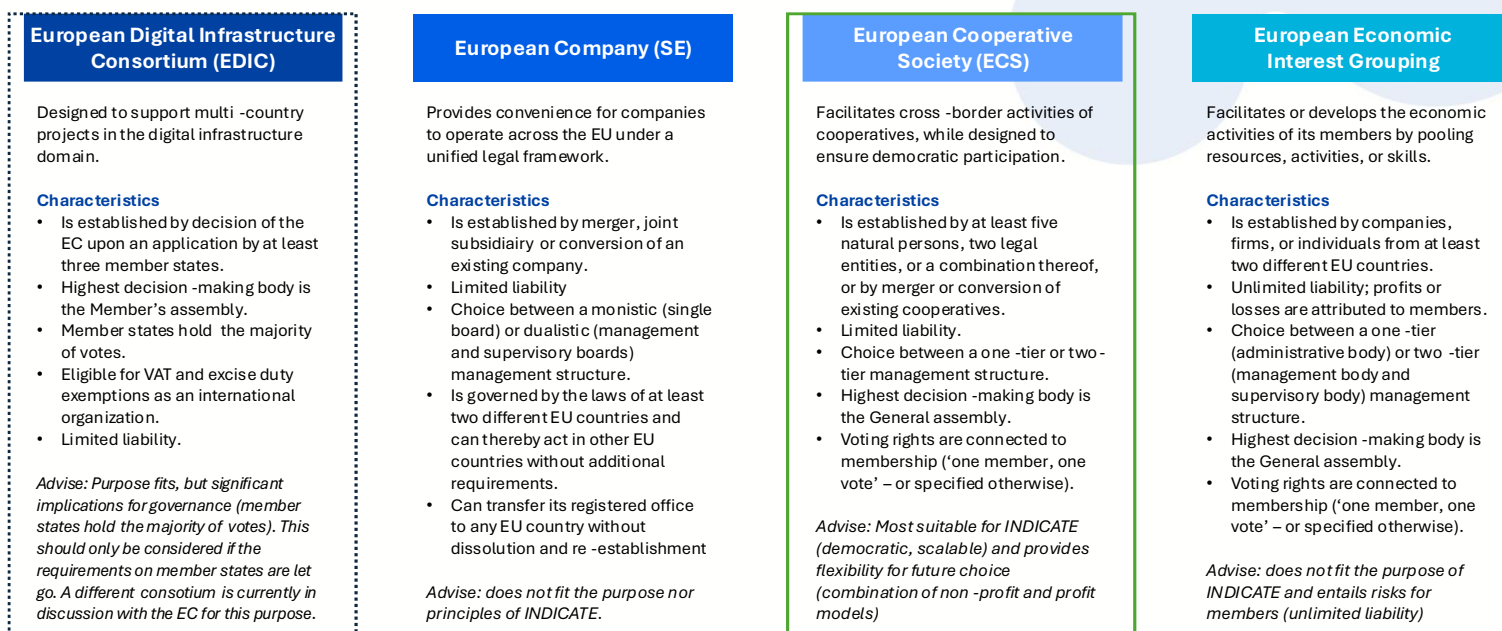 European Digital Infrastructure
Consortium (EDIC)
Designed to support multi -country
projects in the digital infrastructure
domain.
Characteristics
• Is established by decision of the
EC upon an application by at least
three member states.
• Highest decision -making body is
the Member's assembly.
• Member states hold the majority
of votes.
• Eligible for VAT and excise duty
exemptions as an international
organization.
• Limited liability.
Advise: Purpose fits, but significant
implications for governance (member
states hold the majority of votes). This
should only be considered if the
requirements on member states are let
go. A different consotium is currently in
discussion with the EC for this purpose.
European Company (SE)
Provides convenience for companies
to operate across the EU under a
unified legal framework.
Characteristics
• Is established by merger, joint
subsidiairy or conversion of an
existing company.
• Limited liability
• Choice between a monistic (single
board) or dualistic (management
and supervisory boards)
management structure.
• Is governed by the laws of at least
two different EU countries and
can thereby act in other EU
countries without additional
requirements.
• Can transfer its registered office
to any EU country without
dissolution and re -establishment
Advise: does not fit the purpose nor
principles of INDICATE.
European Cooperative
Society (ECS)
Facilitates cross -border activities of
cooperatives, while designed to
ensure democratic participation.
Characteristics
• Is established by at least five
natural persons, two legal
entities, or a combination thereof,
or by merger or conversion of
existing cooperatives.
• Limited liability.
• Choice between a one -tier or two-
tier management structure.
• Highest decision -making body is
the General assembly.
• Voting rights are connected to
membership ('one member, one
vote' – or specified otherwise).
Advise: Most suitable for INDICATE
(democratic, scalable) and provides
flexibility for future choice
(combination of non -profit and profit
models)
European Economic
Interest Grouping
Facilitates or develops the economic
activities of its members by pooling
resources, activities, or skills.
Characteristics
• Is established by companies,
firms, or individuals from at least
two different EU countries.
• Unlimited liability; profits or
losses are attributed to members.
• Choice between a one -tier
(administrative body) or two -tier
(management body and
supervisory body) management
structure.
• Highest decision -making body is
the General assembly.
• Voting rights are connected to
membership ('one member, one
vote' – or specified otherwise).
Advise: does not fit the purpose of
INDICATE and entails risks for
members (unlimited liability)